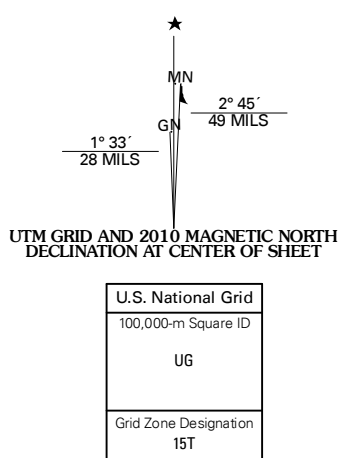 ★
MN
GN
2° 45´
49 MILS
1° 33´
28 MILS
UTM GRID AND 2010 MAGNETIC NORTH
DECLINATION AT CENTER OF SHEET
U.S. National Grid
100,000-m Square ID
UG
Grid Zone Designation
15T